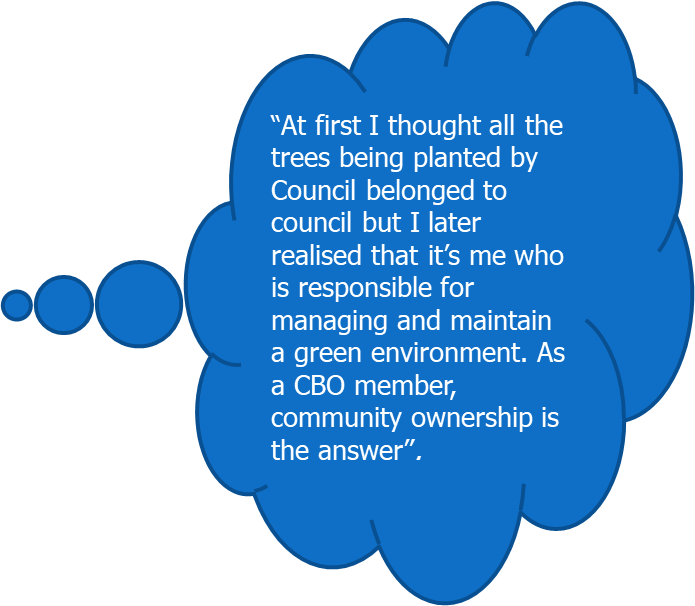 “At first I thought all the
trees being planted by
Council belonged to
council but I later
realised that it’s me who
is responsible for
managing and maintain
a green environment. As
a CBO member,
community ownership is
the answer”.